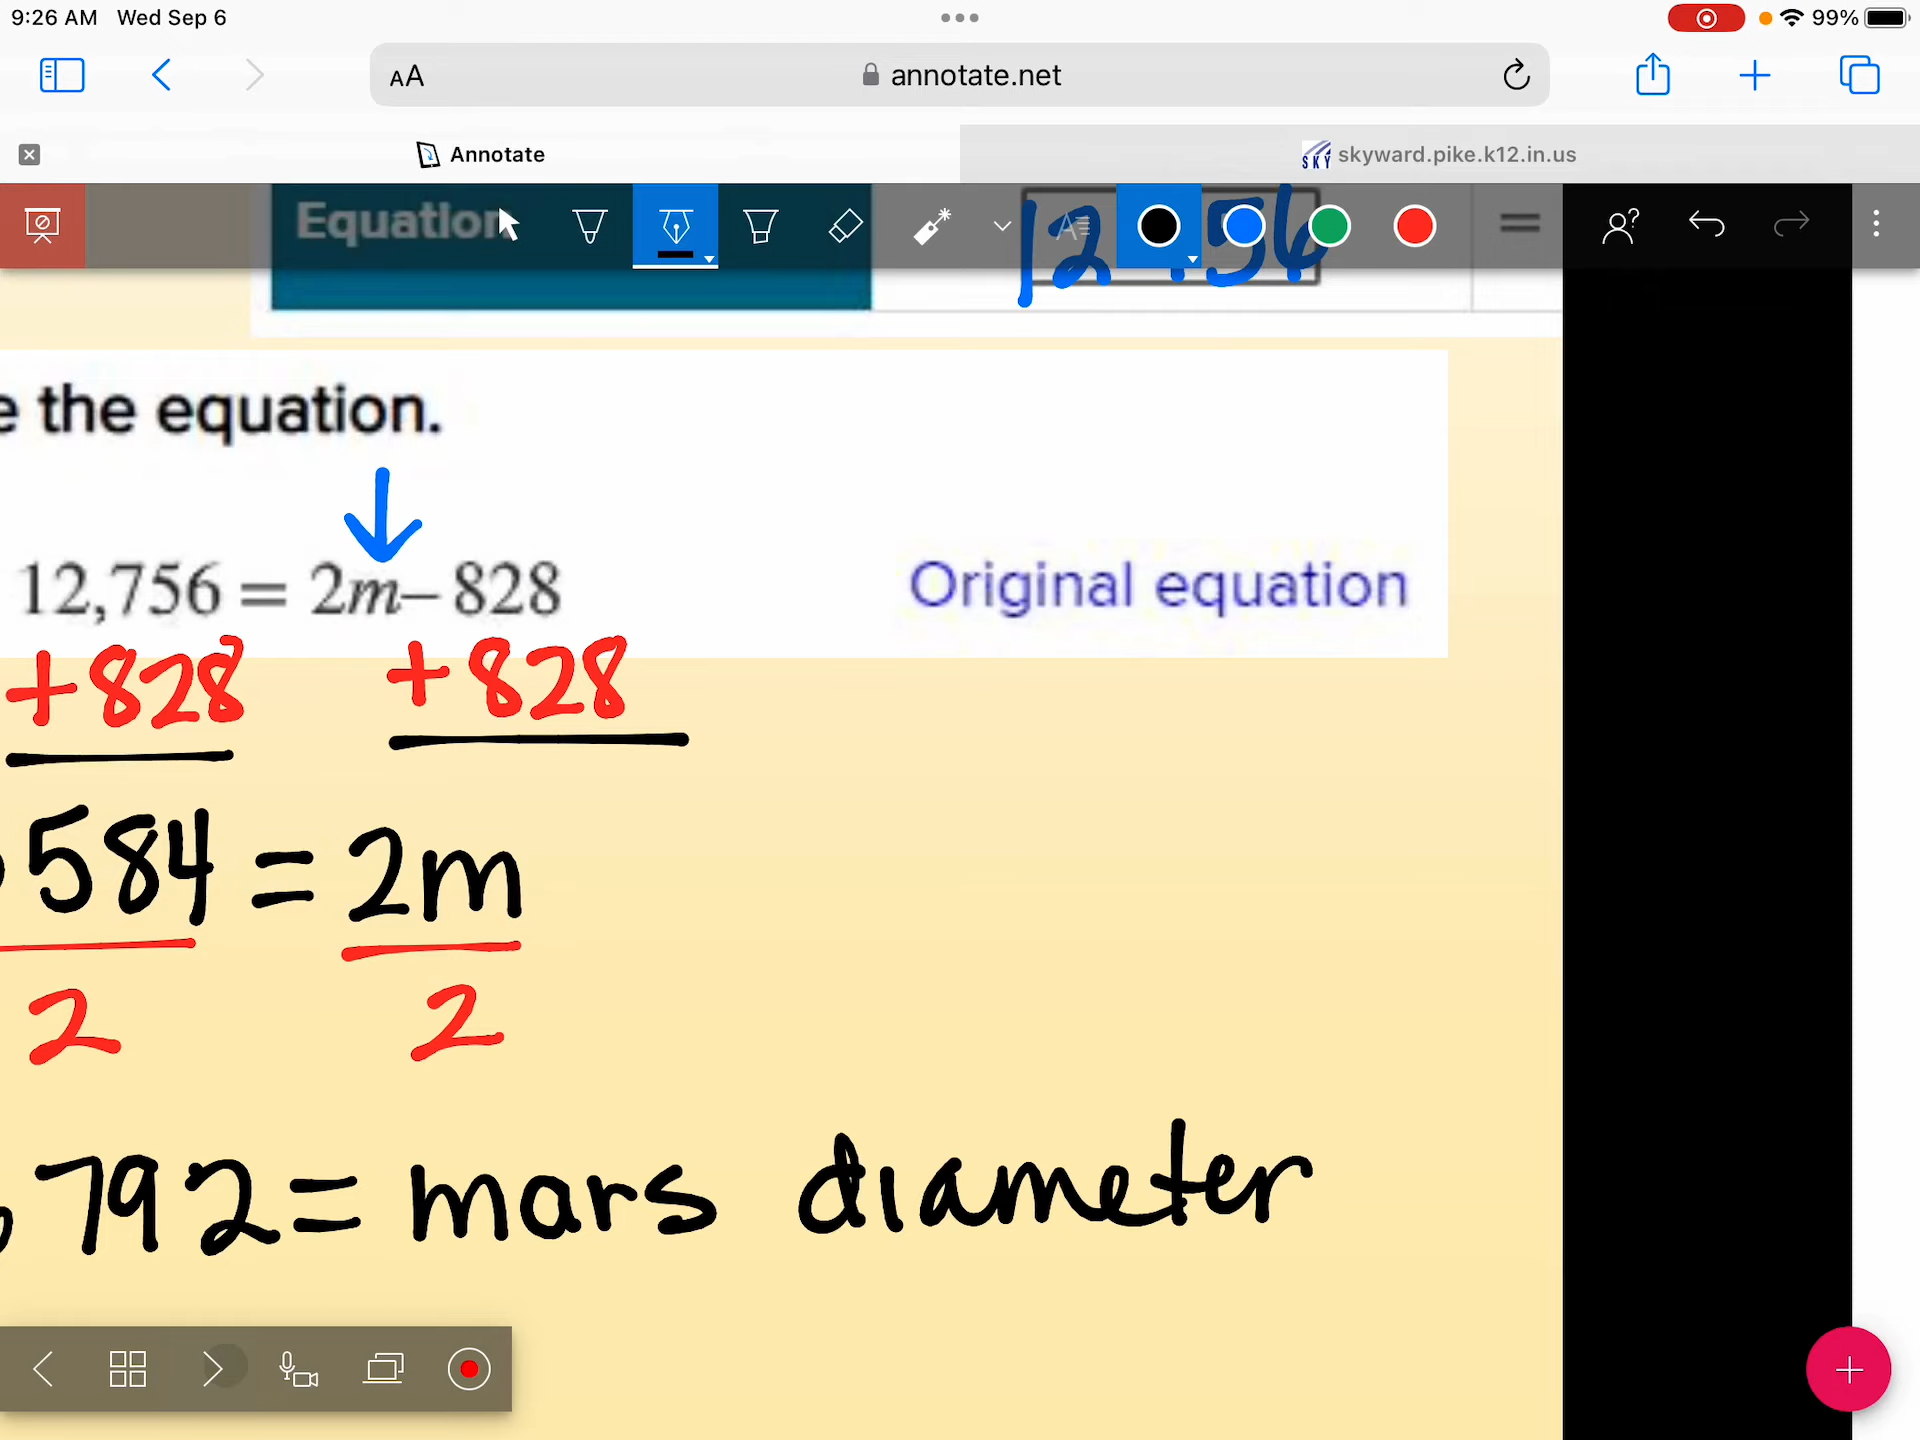 9:26 AM Wed Sep 6
99%
AA annotate.net
Annotate
skyward.pike.k12.in.us
Equation 12 756 =
e the equation.
12,756 = 2m– 828 Original equation
+828 +828
584 = 2m
2 2
792 = mars diameter